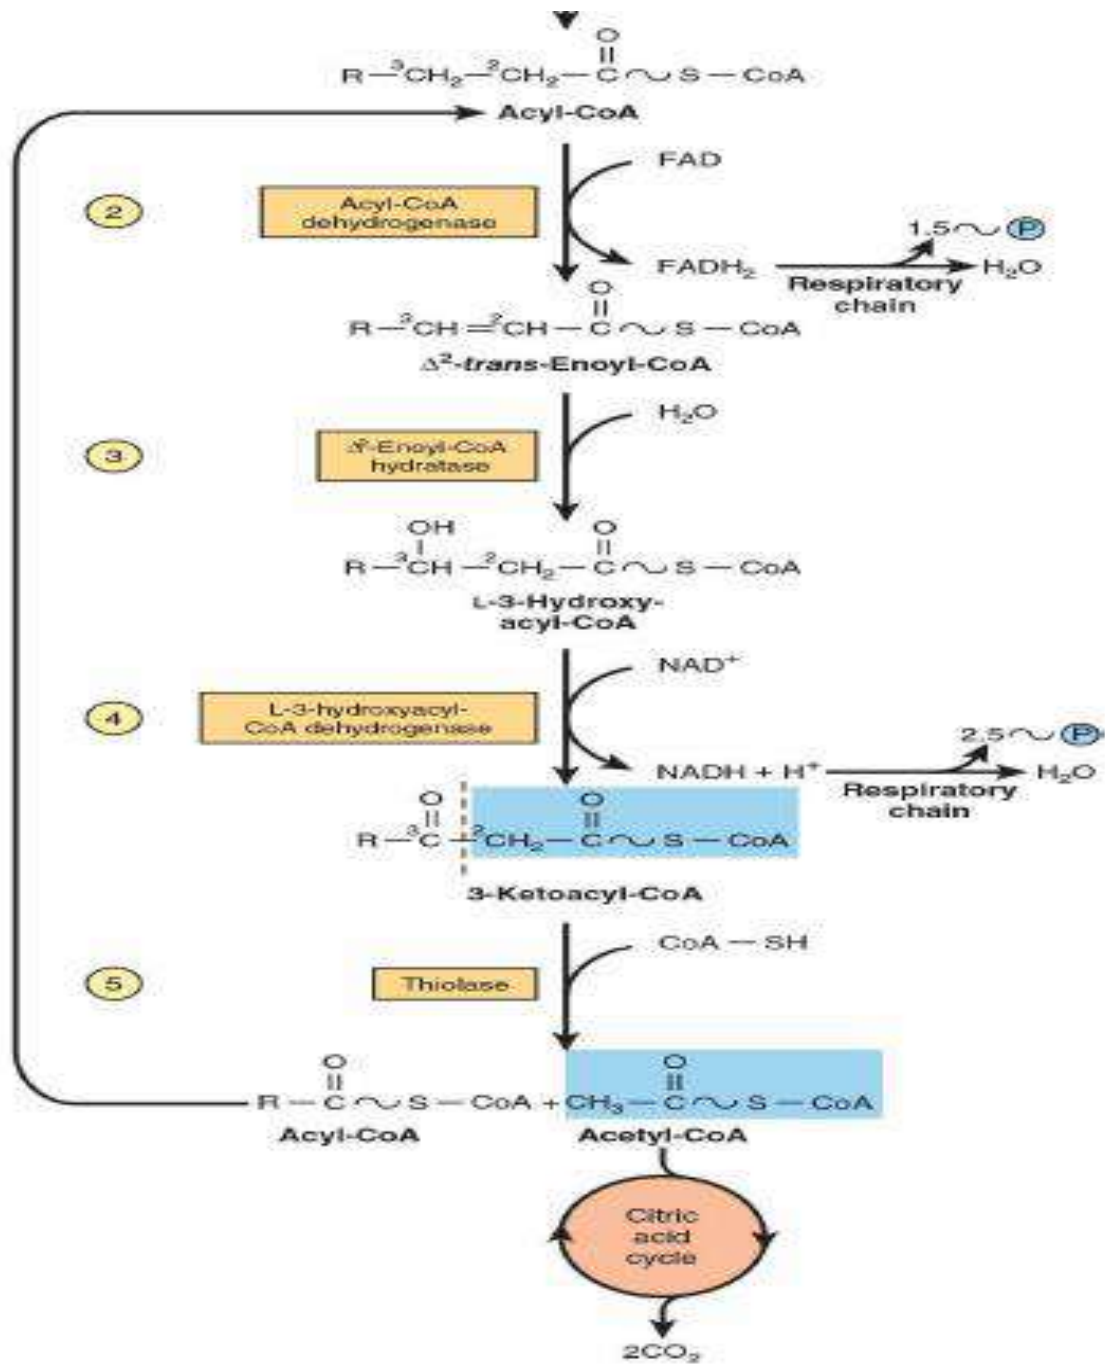 O
R—³CH₂—²CH₂—C～S—CoA
Acyl-CoA
FAD
2
Acyl-CoA
dehydrogenase
1.5～P
FADH₂
H₂O
Respiratory
chain
O
R—³CH=²CH—C～S—CoA
Δ²-trans-Enoyl-CoA
H₂O
3
Δ²-Enoyl-CoA
hydratase
OH
O
R—³CH—²CH₂—C～S—CoA
L-3-Hydroxy-
acyl-CoA
NAD⁺
4
L-3-hydroxyacyl-
CoA dehydrogenase
2.5～P
NADH + H⁺
H₂O
Respiratory
chain
O
O
R—³C—²CH₂—C～S—CoA
3-Ketoacyl-CoA
CoA—SH
5
Thiolase
O
O
R—C～S—CoA + CH₃—C～S—CoA
Acyl-CoA
Acetyl-CoA
Citric
acid
cycle
2CO₂